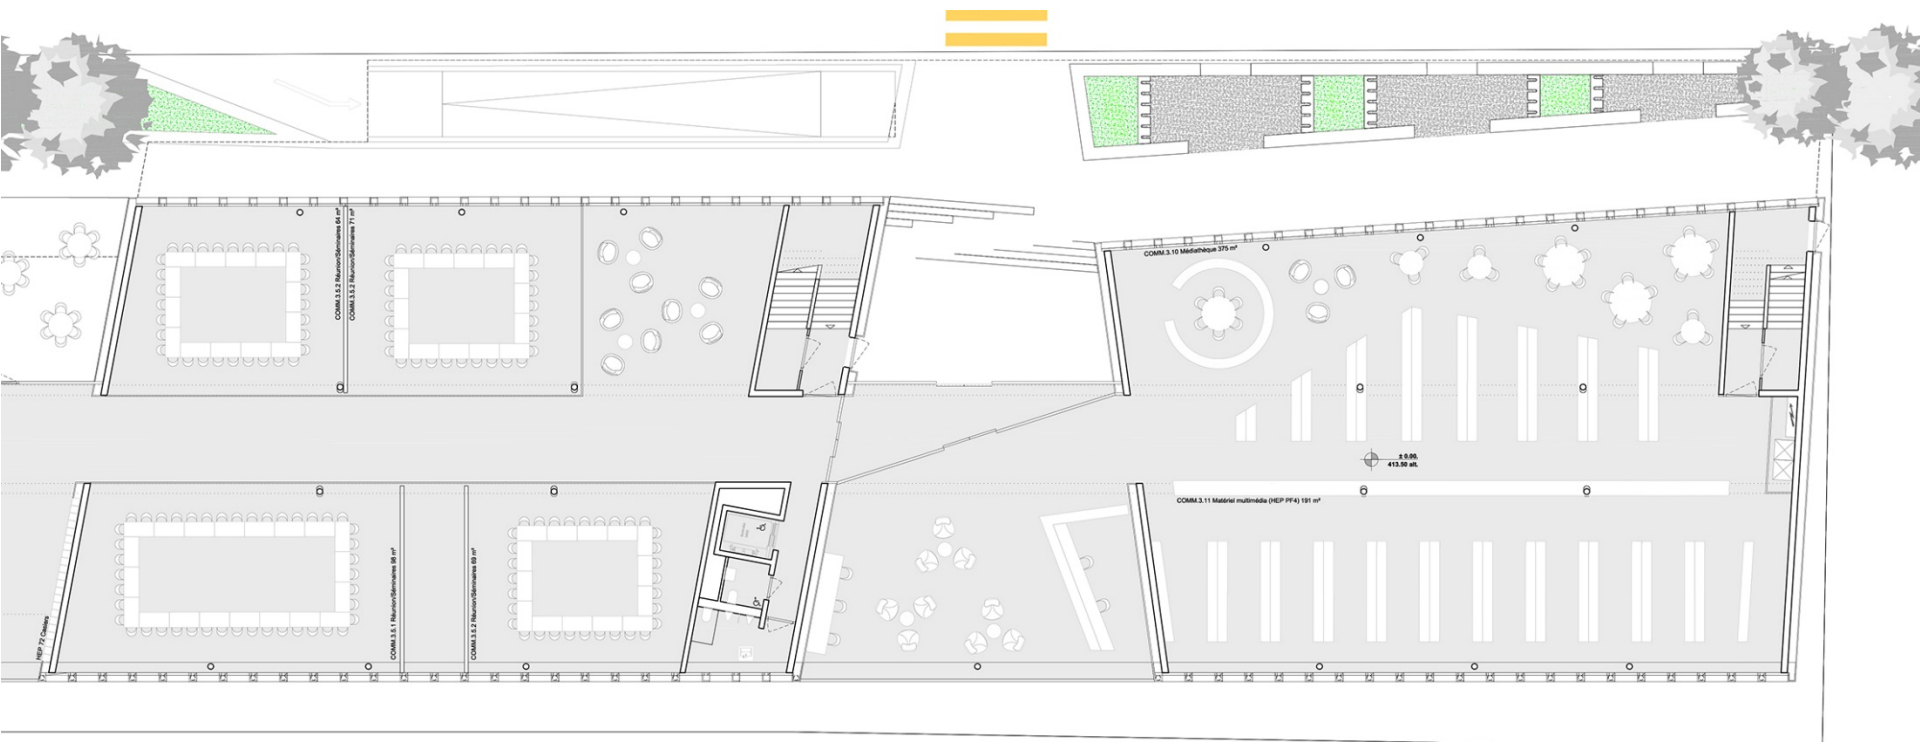 COMM.3.5.2 Réunion/Séminaires 64 m²
COMM.3.5.2 Réunion/Séminaires 71 m²
COMM.3.10 Médiathèque 375 m²
± 0.00.
413.50 alt.
COMM.3.11 Matériel multimédia (HEP PF4) 191 m²
HEP 72 Casiers
COMM.3.5.1 Réunion/Séminaires 98 m²
COMM.3.5.2 Réunion/Séminaires 69 m²